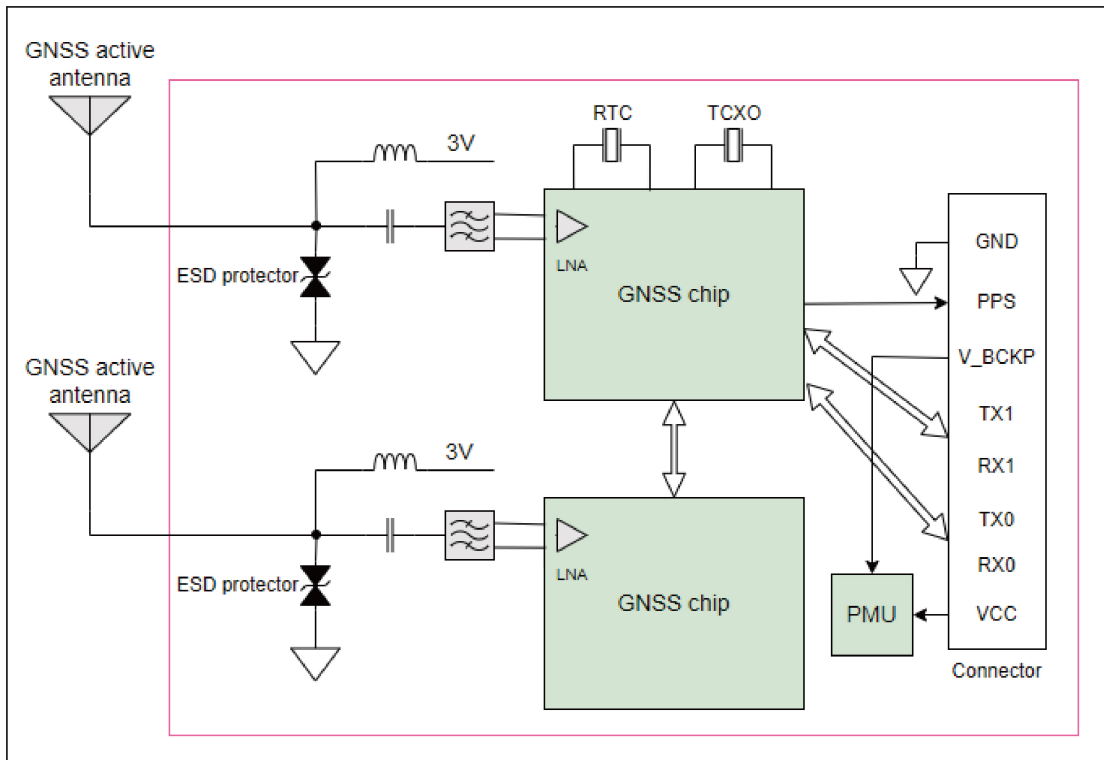 GNSS active
antenna
RTC
TCXO
3V
GND
LNA
ESD protector
GNSS chip
PPS
V_BCKP
GNSS active
antenna
TX1
3V
RX1
TX0
RX0
LNA
ESD protector
GNSS chip
PMU
VCC
Connector